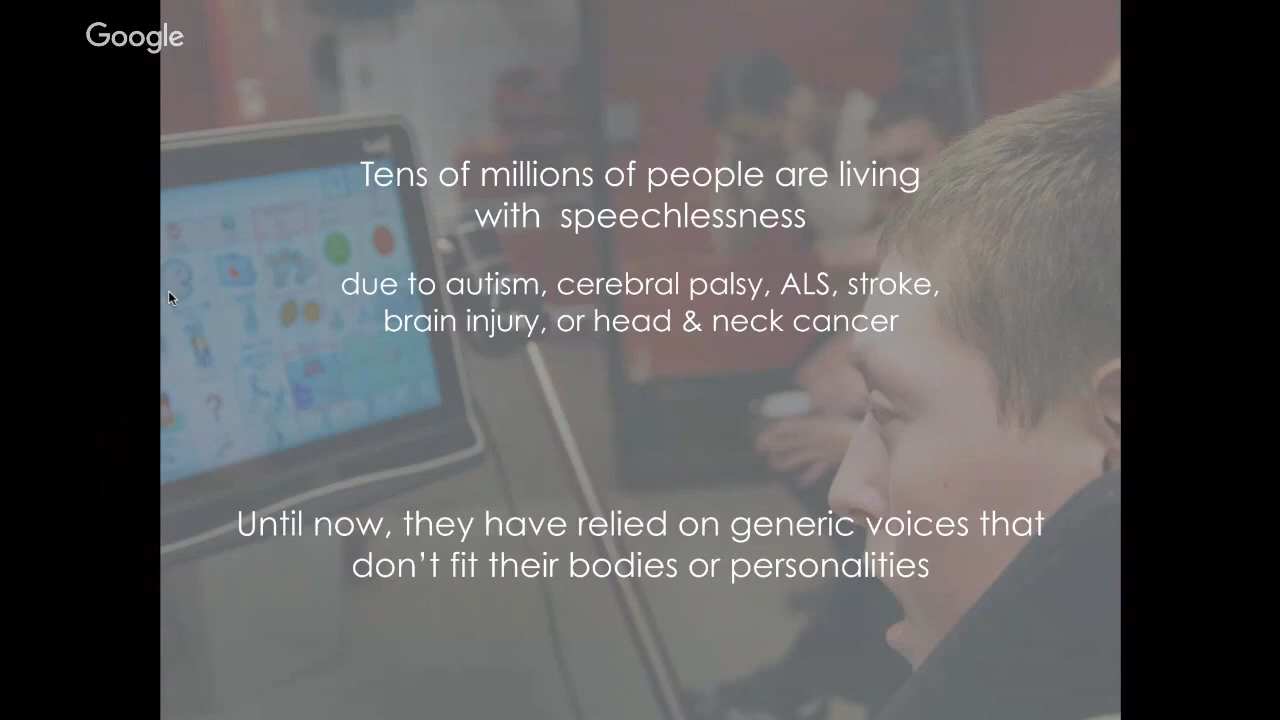 Google
Tens of millions of people are living
with speechlessness
due to autism, cerebral palsy, ALS, stroke,
brain injury, or head & neck cancer
Until now, they have relied on generic voices that
don't fit their bodies or personalities